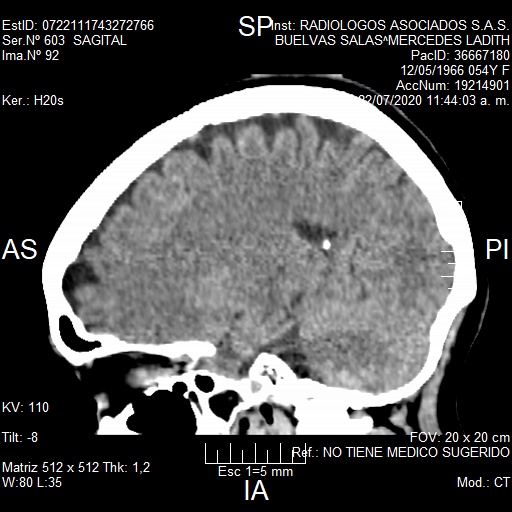 EstID: 0722111743272766
Ser.Nº 603 SAGITAL
Ima.Nº 92
Ker.: H20s
SP
Inst: RADIOLOGOS ASOCIADOS S.A.S.
BUELVAS SALAS^MERCEDES LADITH
PacID: 36667180
12/05/1966 054Y F
AccNum: 19214901
22/07/2020 11:44:03 a. m.
AS
PI
KV: 110
Tilt: -8
Matriz 512 x 512 Thk: 1,2
W:80 L:35
Esc 1=5 mm
IA
FOV: 20 x 20 cm
Ref.: NO TIENE MEDICO SUGERIDO
Mod.: CT